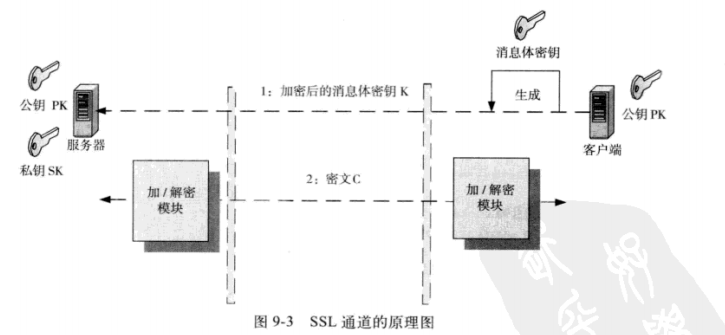 消息体密钥
1：加密后的消息体密钥 K
生成
公钥 PK
服务器
公钥 PK
客户端
私钥 SK
加 / 解密
模块
2：密文C
加 / 解密
模块
图 9-3 SSL 通道的原理图